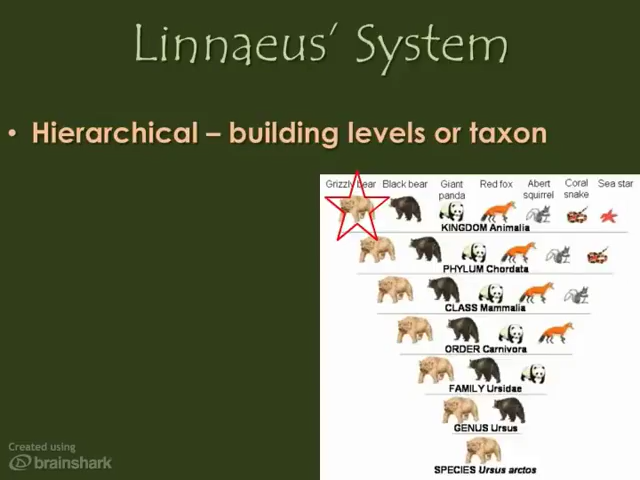 Linnaeus' System
• Hierarchical – building levels or taxon
Grizzly bear Black bear Giant panda Red fox Abert squirrel Coral snake Sea star
KINGDOM Animalia
PHYLUM Chordata
CLASS Mammalia
ORDER Carnivora
FAMILY Ursidae
GENUS Ursus
SPECIES Ursus arctos
Created using
brainshark